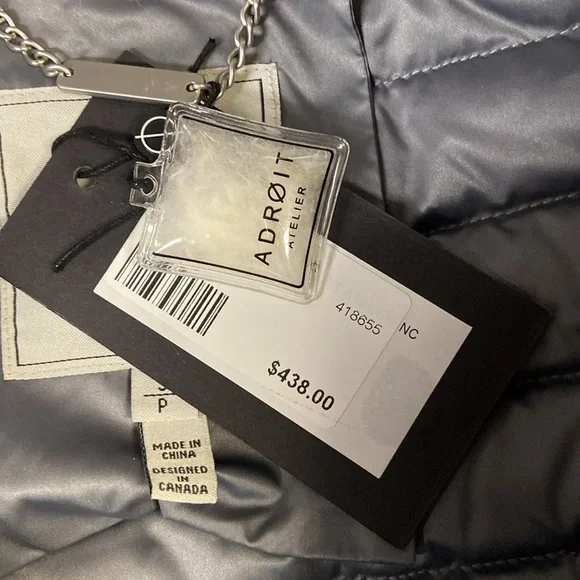 ADRØIT
ATELIER
418655
NC
$438.00
P
MADE IN
CHINA
DESIGNED
IN
CANADA